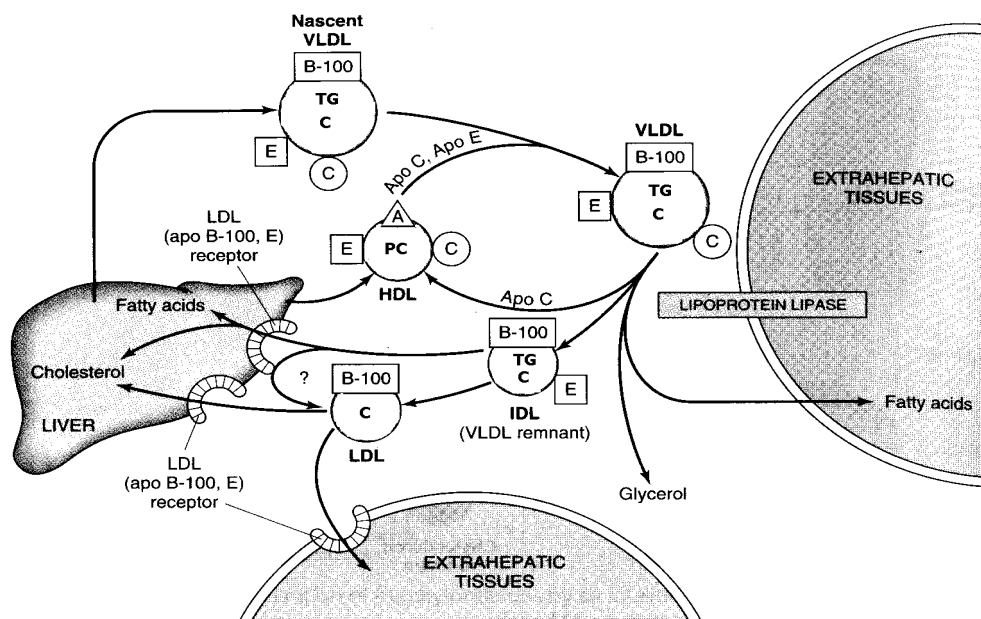 Nascent
VLDL
B-100
TG
C
E
C
Apo C, Apo E
VLDL
B-100
TG
C
E
C
EXTRAHEPATIC
TISSUES
LDL
(apo B-100, E)
receptor
A
E
PC
C
HDL
Apo C
LIPOPROTEIN LIPASE
Fatty acids
B-100
TG
C
E
IDL
(VLDL remnant)
Cholesterol
?
B-100
C
LDL
LIVER
Fatty acids
LDL
(apo B-100, E)
receptor
Glycerol
EXTRAHEPATIC
TISSUES